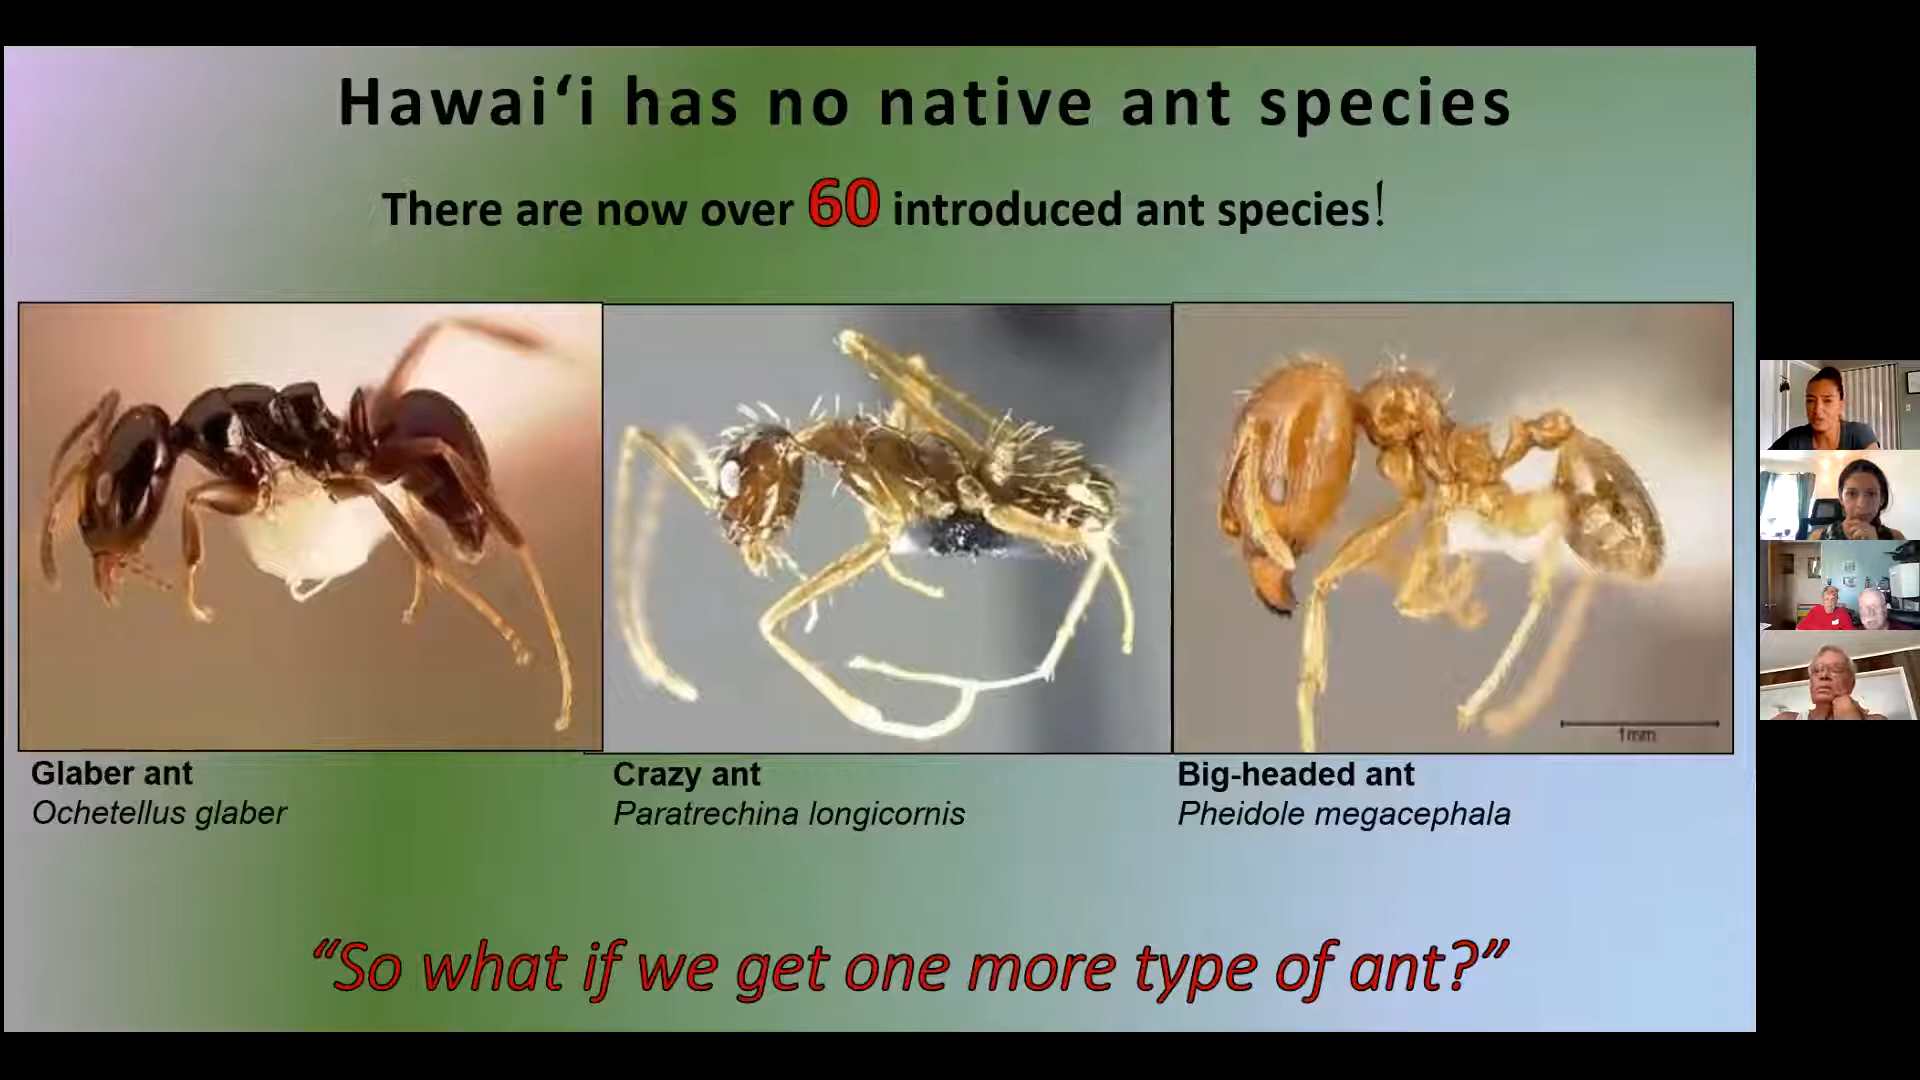 Hawaiʻi has no native ant species
There are now over 60 introduced ant species!
1mm
Glaber ant
Ochetellus glaber
Crazy ant
Paratrechina longicornis
Big-headed ant
Pheidole megacephala
“So what if we get one more type of ant?”